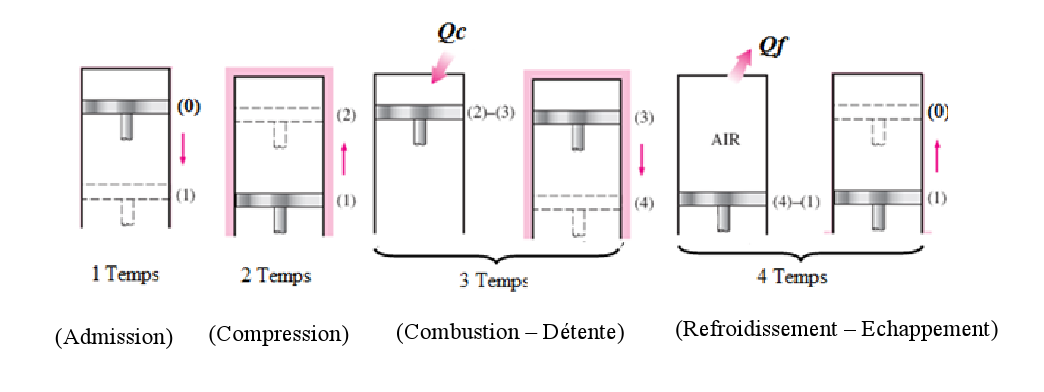 Qc
Qf
(0)
(1)
(2)
(1)
(2)–(3)
(3)
(4)
AIR
(4)–(1)
(0)
(1)
1 Temps
2 Temps
3 Temps
4 Temps
(Admission)
(Compression)
(Combustion – Détente)
(Refroidissement – Echappement)